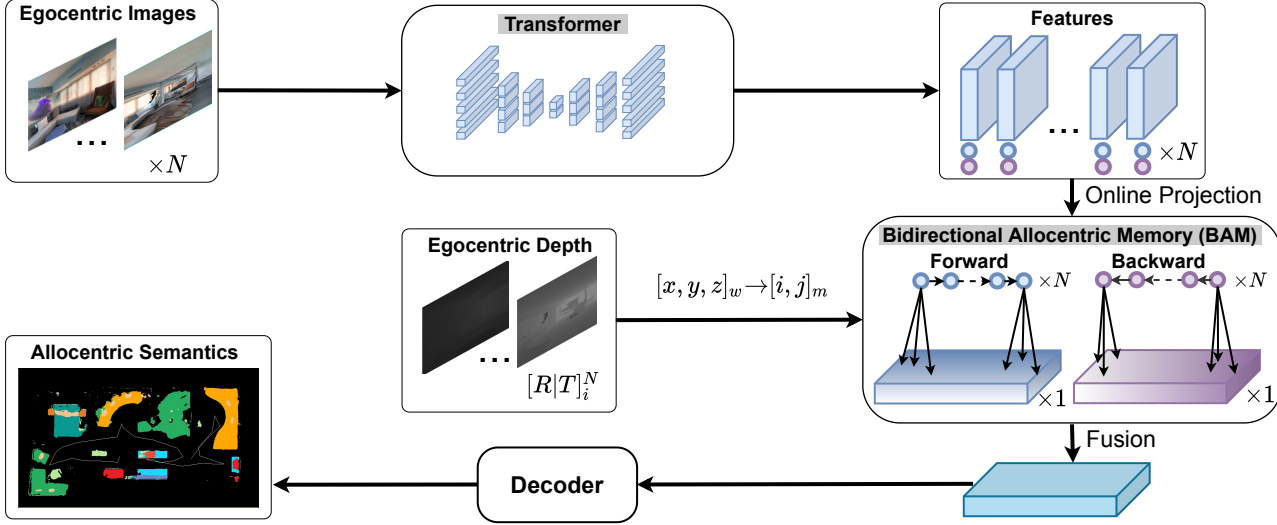 Egocentric Images
...
×N
Transformer
Features
...
×N
Online Projection
Egocentric Depth
...
[R|T]_i^N
[x, y, z]_w→[i, j]_m
Bidirectional Allocentric Memory (BAM)
Forward
Backward
×N
×N
×1
×1
Fusion
Decoder
Allocentric Semantics